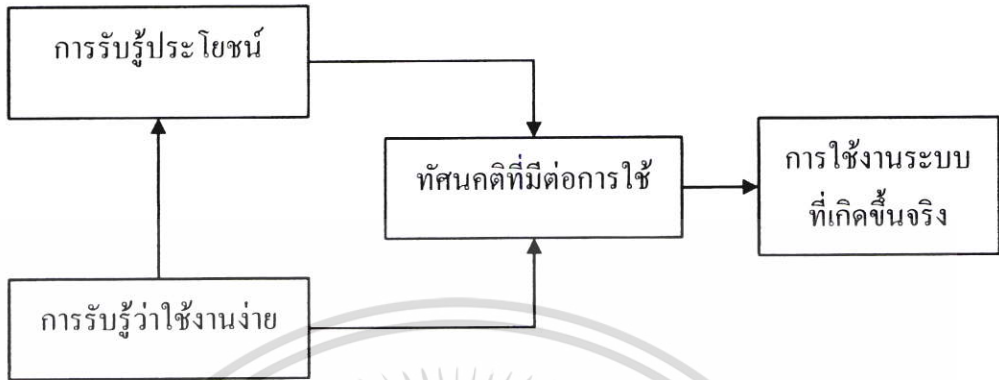 การรับรู้ประโยชน์
ทัศนคติที่มีต่อการใช้
การใช้งานระบบ
ที่เกิดขึ้นจริง
การรับรู้ว่าใช้งานง่าย